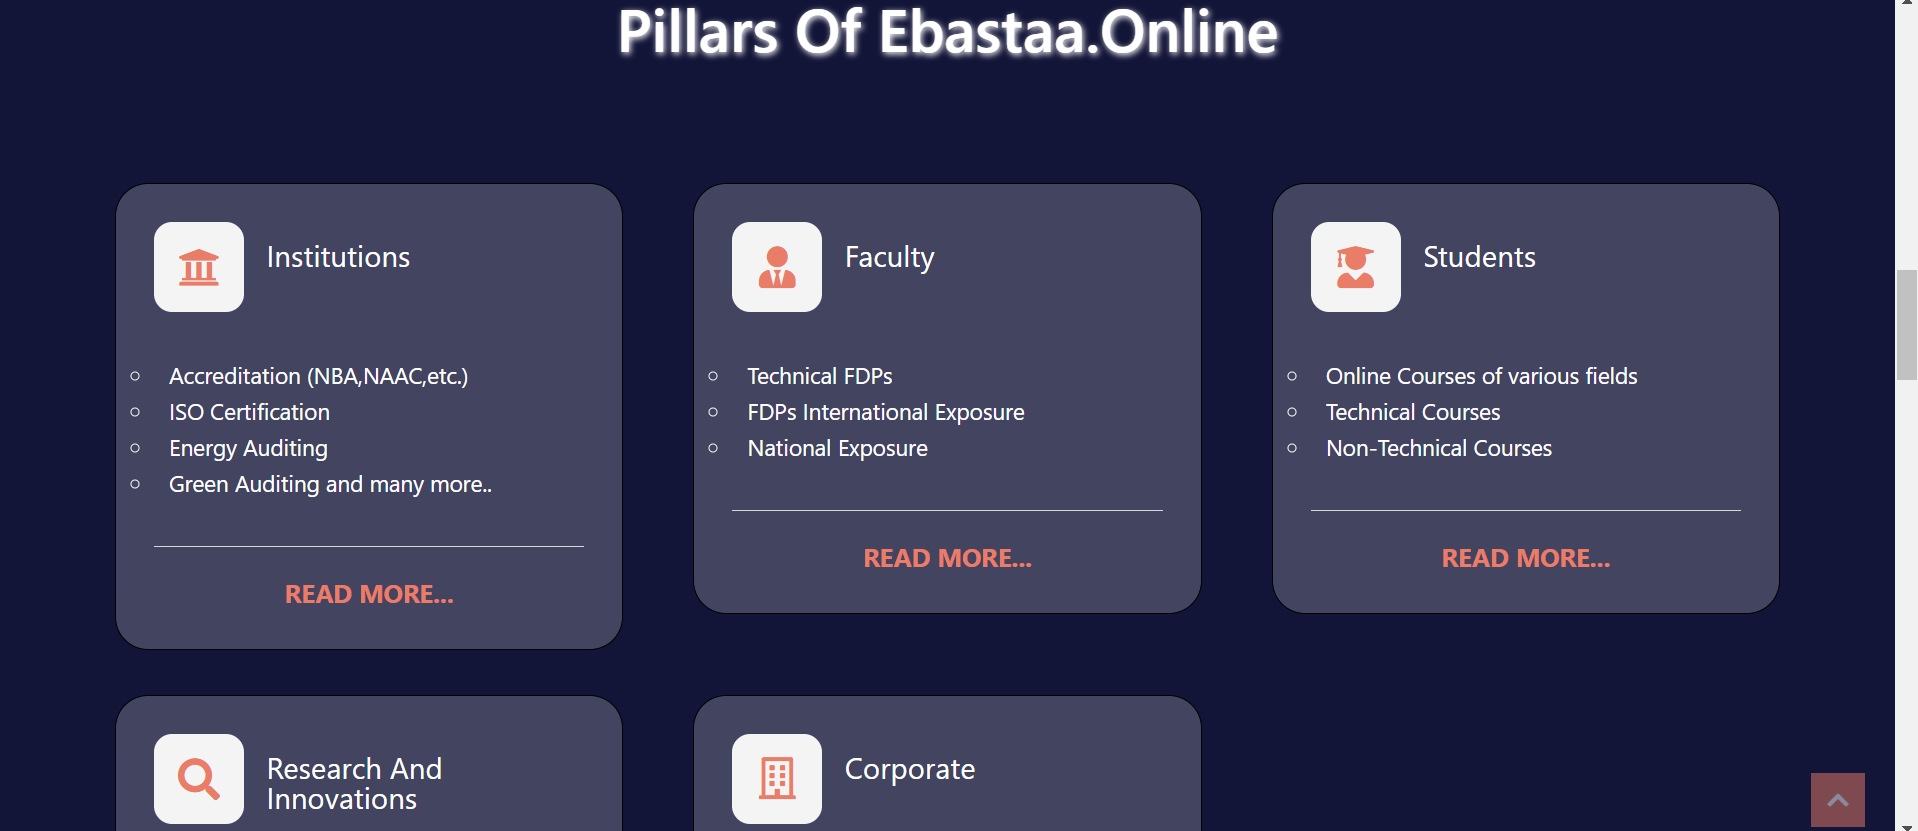 Pillars Of Ebastaa.Online
Institutions
Accreditation (NBA,NAAC,etc.)
ISO Certification
Energy Auditing
Green Auditing and many more..
READ MORE...
Faculty
Technical FDPs
FDPs International Exposure
National Exposure
READ MORE...
Students
Online Courses of various fields
Technical Courses
Non-Technical Courses
READ MORE...
Research And
Innovations
Corporate